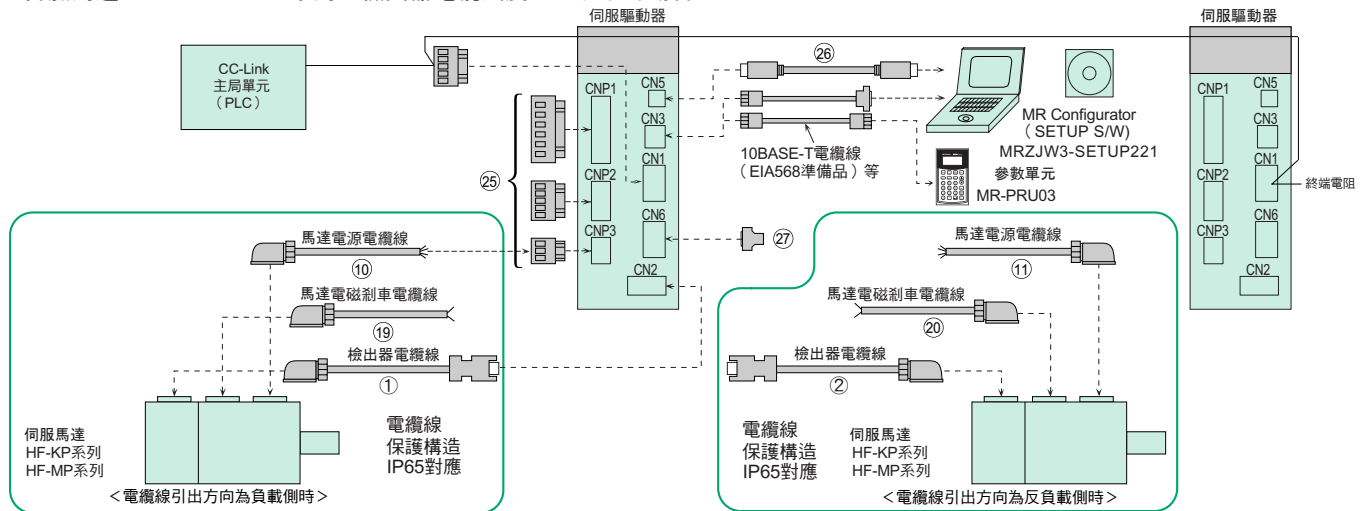 伺服驅動器
伺服驅動器
CC-Link
主局單元
（PLC）
CNP1
CNP2
CNP3
CN5
CN3
CN1
CN6
CN2
㉕
㉖
10BASE-T電纜線
（EIA568準備品）等
MR Configurator
（SETUP S/W）
MRZJW3-SETUP221
參數單元
MR-PRU03
㉗
CNP1
CNP2
CNP3
CN5
CN3
CN1
CN6
CN2
終端電阻
馬達電源電纜線
⑩
馬達電磁剎車電纜線
⑲
檢出器電纜線
①
伺服馬達
HF-KP系列
HF-MP系列
電纜線
保護構造
IP65對應
＜電纜線引出方向為負載側時＞
馬達電源電纜線
⑪
馬達電磁剎車電纜線
⑳
檢出器電纜線
②
電纜線
保護構造
IP65對應
伺服馬達
HF-KP系列
HF-MP系列
＜電纜線引出方向為反負載側時＞